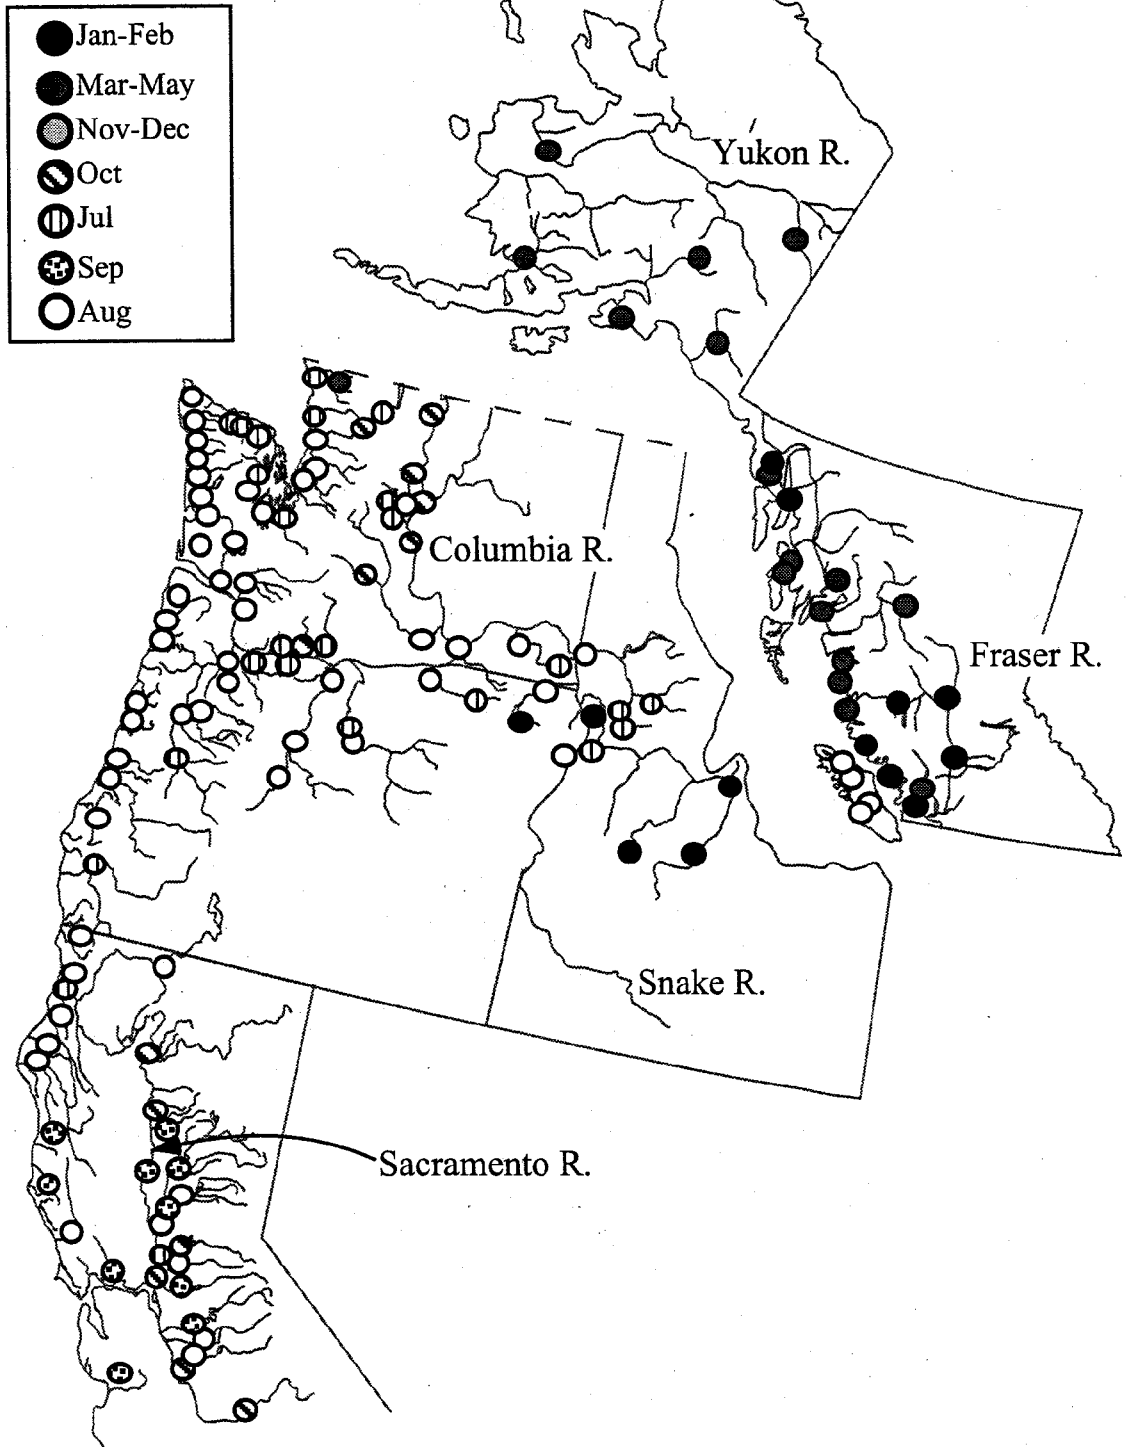 Jan-Feb
Mar-May
Nov-Dec
Oct
Jul
Sep
Aug
Yukon R.
Columbia R.
Fraser R.
Snake R.
Sacramento R.